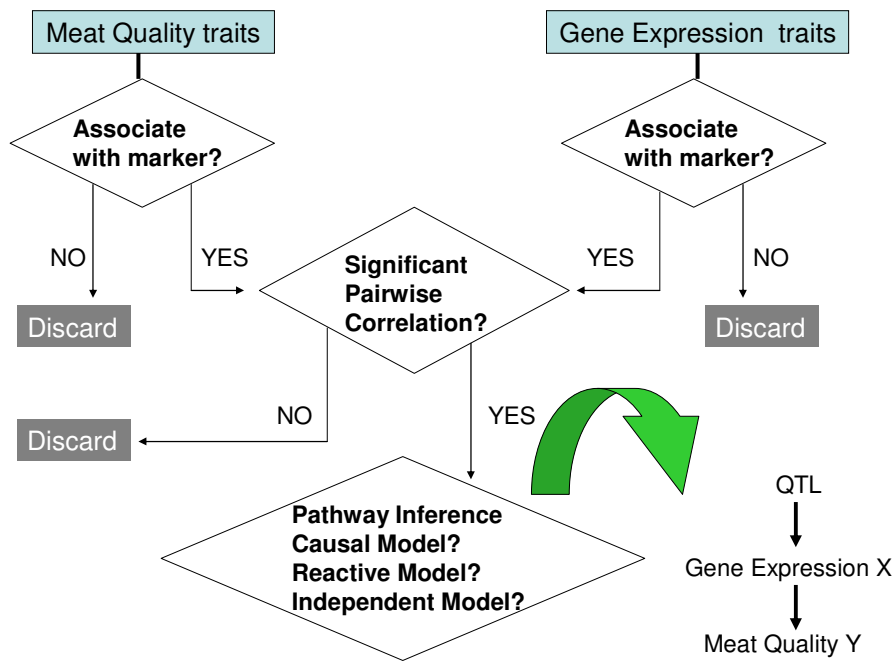 Meat Quality traits
Gene Expression traits
Associate
with marker?
Associate
with marker?
NO
YES
YES
NO
Significant
Pairwise
Correlation?
Discard
Discard
NO
YES
Discard
QTL
Pathway Inference
Causal Model?
Reactive Model?
Independent Model?
Gene Expression X
Meat Quality Y